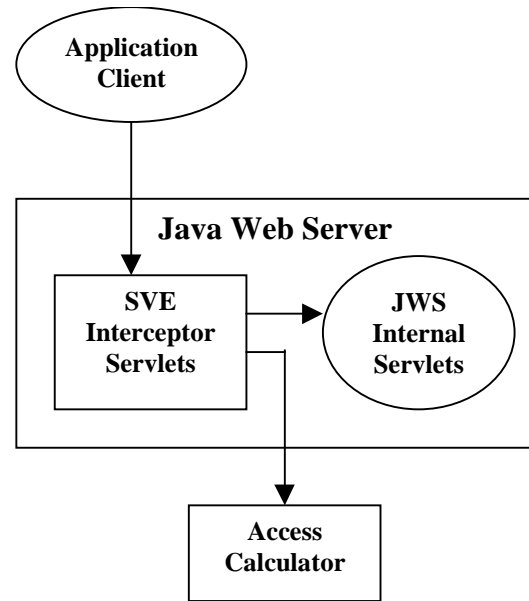 Application
Client
Java Web Server
SVE
Interceptor
Servlets
JWS
Internal
Servlets
Access
Calculator